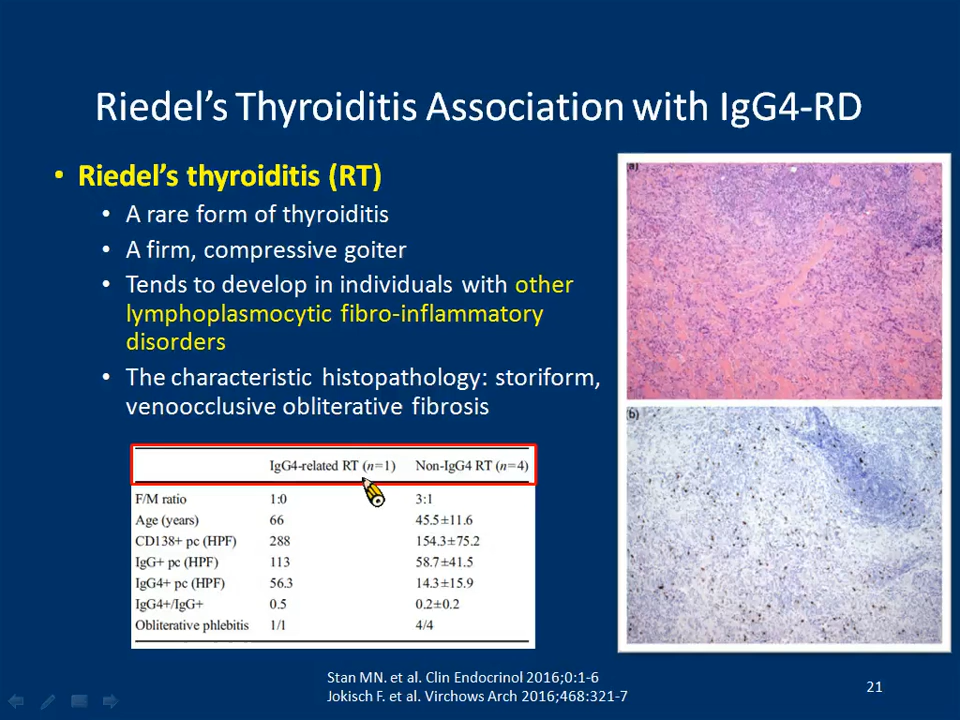 Riedel’s Thyroiditis Association with IgG4-RD
• Riedel’s thyroiditis (RT)
• A rare form of thyroiditis
• A firm, compressive goiter
• Tends to develop in individuals with other
lymphoplasmocytic fibro-inflammatory
disorders
• The characteristic histopathology: storiform,
venoocclusive obliterative fibrosis
a)
(b)
IgG4-related RT (n=1) Non-IgG4 RT (n=4)
F/M ratio 1:0 3:1
Age (years) 66 45.5±11.6
CD138+ pc (HPF) 288 154.3±75.2
IgG+ pc (HPF) 113 58.7±41.5
IgG4+ pc (HPF) 56.3 14.3±15.9
IgG4+/IgG+ 0.5 0.2±0.2
Obliterative phlebitis 1/1 4/4
Stan MN. et al. Clin Endocrinol 2016;0:1-6
Jokisch F. et al. Virchows Arch 2016;468:321-7
21